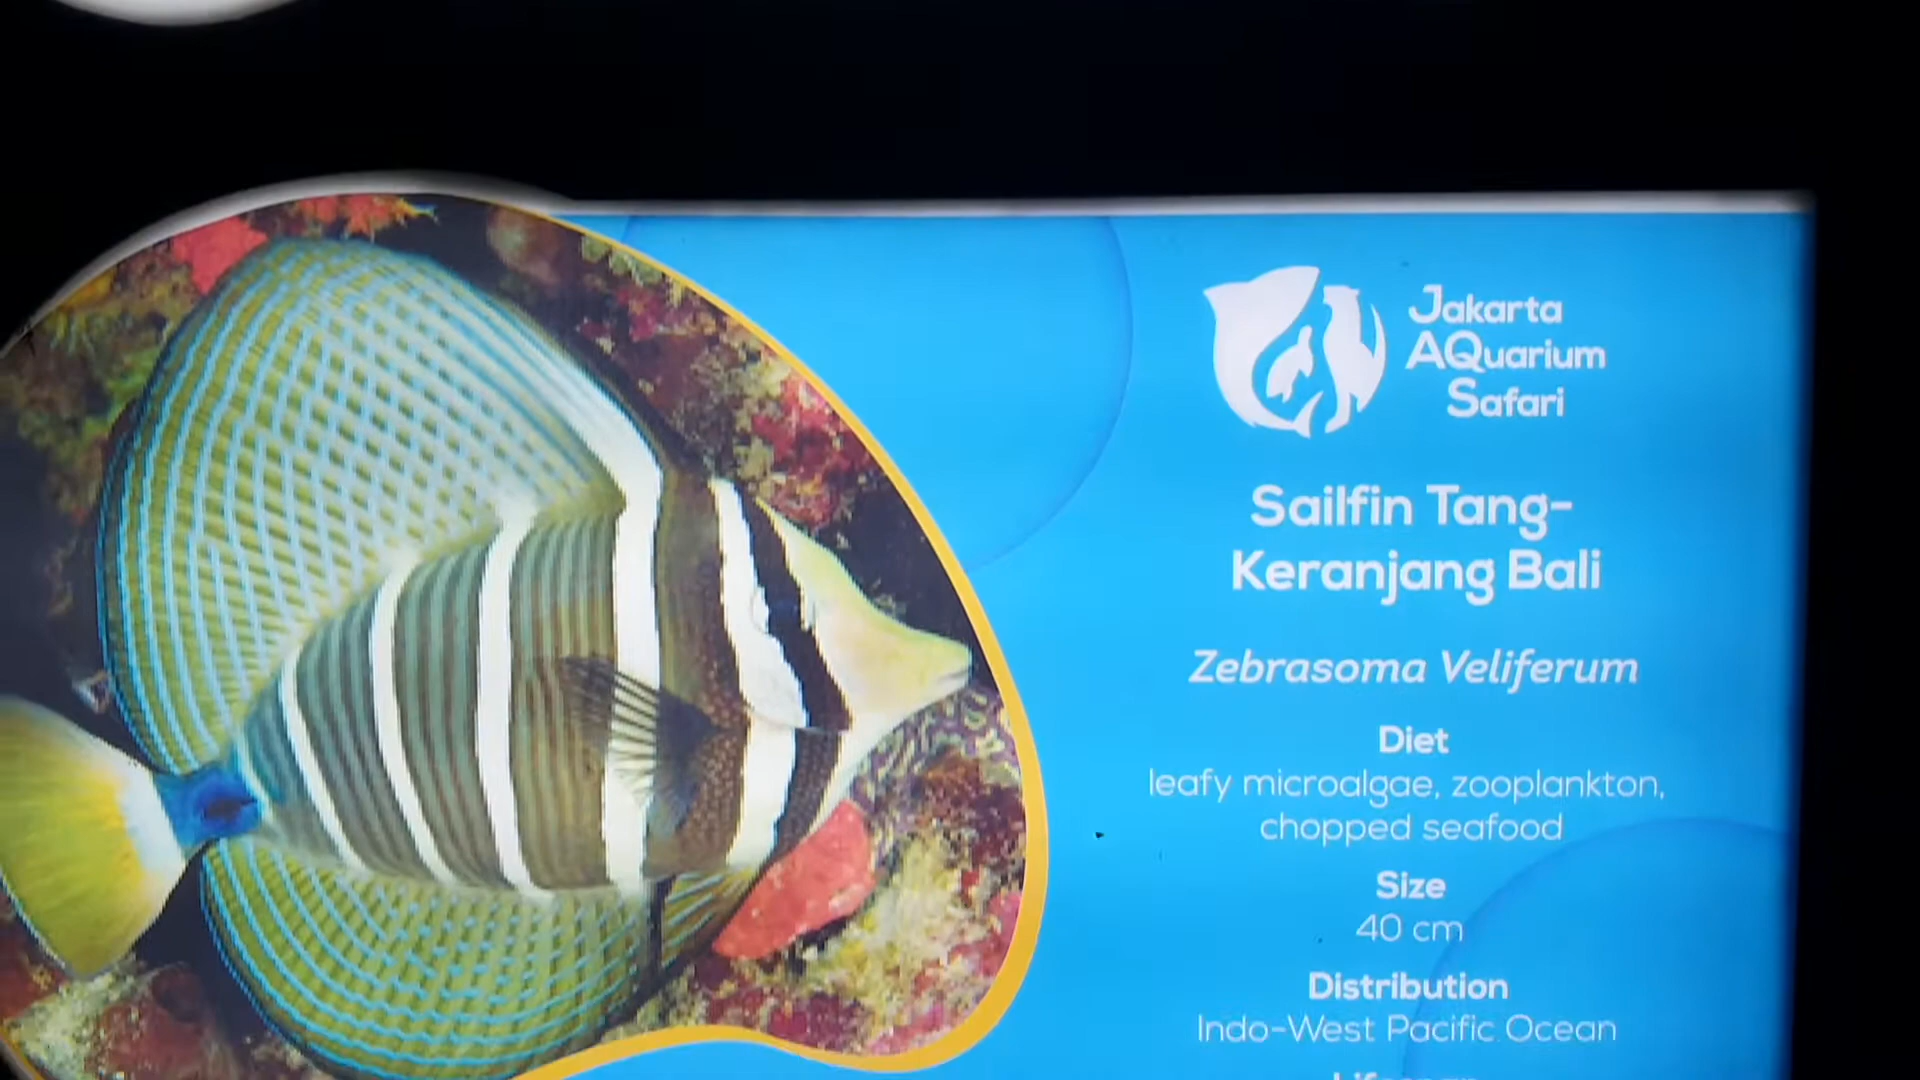 Jakarta
AQuarium
Safari
Sailfin Tang-
Keranjang Bali
Zebrasoma Veliferum
Diet
leafy microalgae, zooplankton,
chopped seafood
Size
40 cm
Distribution
Indo-West Pacific Ocean